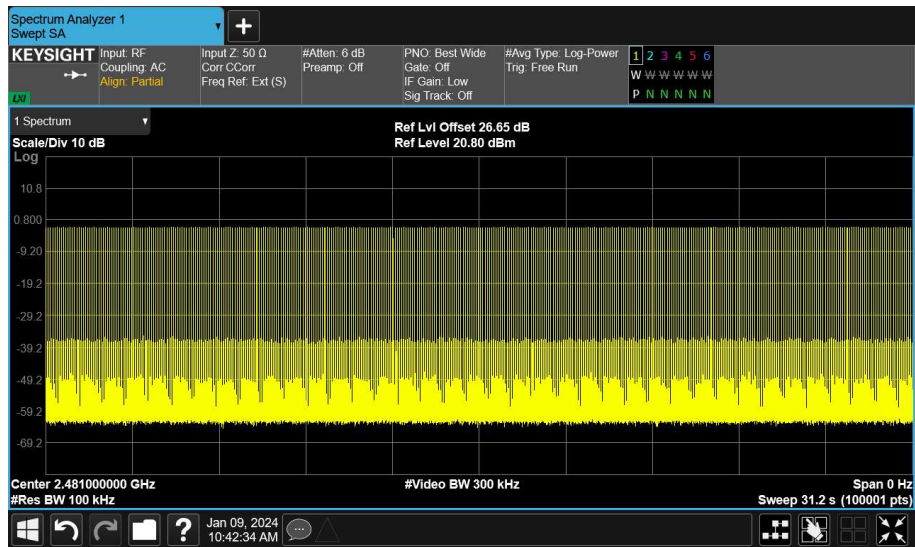 Spectrum Analyzer 1
Swept SA
+
KEYSIGHT Input: RF Input Z: 50 Ω #Atten: 6 dB PNO: Best Wide #Avg Type: Log-Power 1 2 3 4 5 6
Coupling: AC Corr CCorr Preamp: Off Gate: Off Trig: Free Run
Align: Partial Freq Ref: Ext (S) IF Gain: Low W W W W W W
LXI Sig Track: Off P N N N N N
1 Spectrum
Ref Lvl Offset 26.65 dB
Scale/Div 10 dB Ref Level 20.80 dBm
Log
10.8
0.800
-9.20
-19.2
-29.2
-39.2
-49.2
-59.2
-69.2
Center 2.481000000 GHz #Video BW 300 kHz Span 0 Hz
#Res BW 100 kHz Sweep 31.2 s (100001 pts)
? Jan 09, 2024
10:42:34 AM